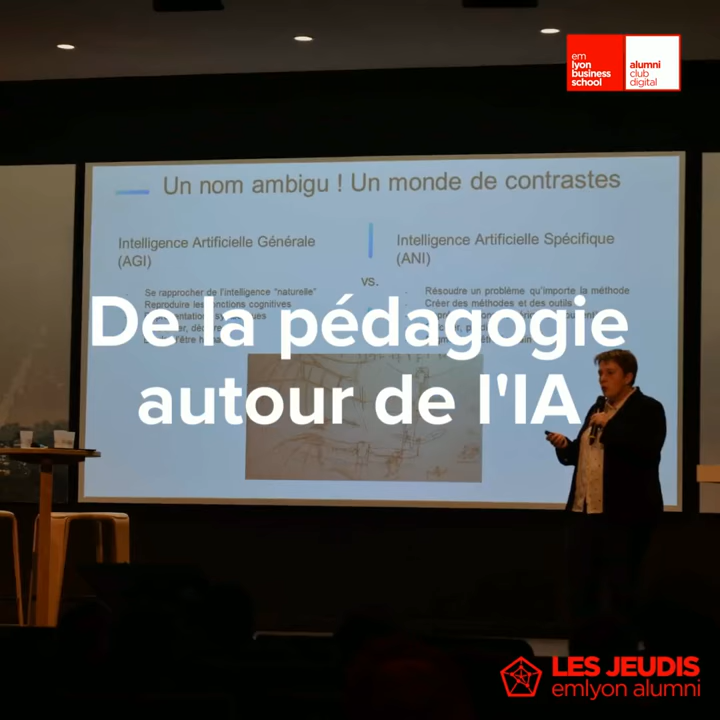 em
lyon
business
school
alumni
club
digital
Un nom ambigu ! Un monde de contrastes
Intelligence Artificielle Générale
(AGI)
vs.
Intelligence Artificielle Spécifique
(ANI)
Se rapprocher de l'intelligence "naturelle"
Reproduire les fonctions cognitives
Résoudre un problème qu'importe la méthode
Créer des méthodes et des outils
De la pédagogie
autour de l'IA
LES JEUDIS
emlyon alumni